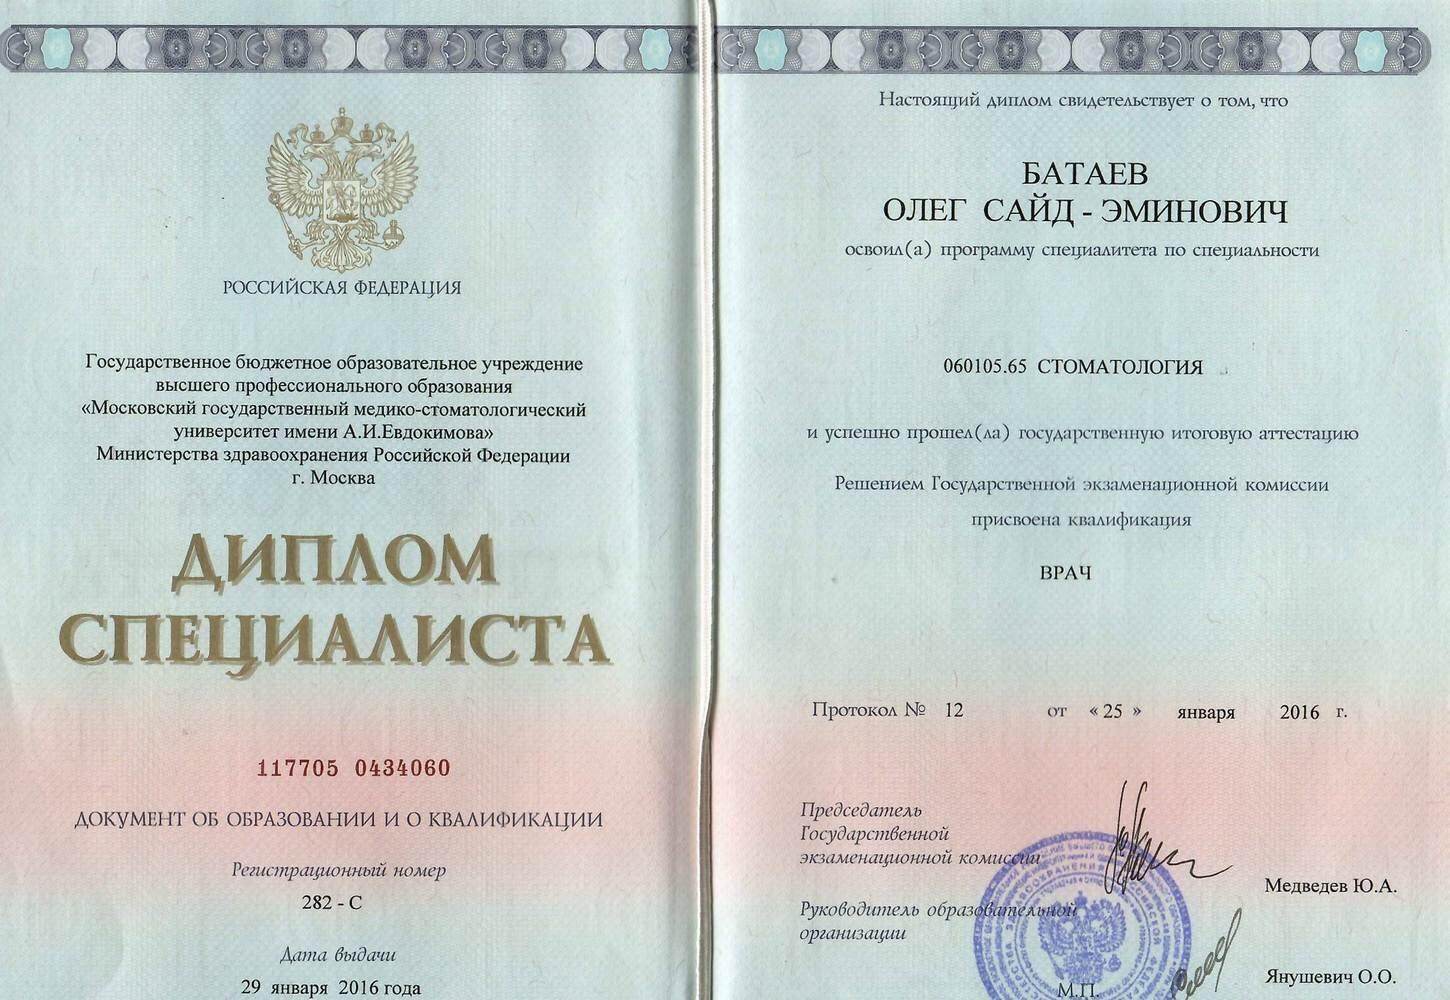 РОССИЙСКАЯ ФЕДЕРАЦИЯ
Государственное бюджетное образовательное учреждение
высшего профессионального образования
«Московский государственный медико-стоматологический
университет имени А.И.Евдокимова»
Министерства здравоохранения Российской Федерации
г. Москва
ДИПЛОМ
СПЕЦИАЛИСТА
117705 0434060
ДОКУМЕНТ ОБ ОБРАЗОВАНИИ И О КВАЛИФИКАЦИИ
Регистрационный номер
282 - С
Дата выдачи
29 января 2016 года
Настоящий диплом свидетельствует о том, что
БАТАЕВ
ОЛЕГ САЙД - ЭМИНОВИЧ
освоил(а) программу специалитета по специальности
060105.65 СТОМАТОЛОГИЯ
и успешно прошел(ла) государственную итоговую аттестацию
Решением Государственной экзаменационной комиссии
присвоена квалификация
ВРАЧ
Протокол № 12 от « 25 » января 2016 г.
Председатель
Государственной
экзаменационной комиссии
Медведев Ю.А.
Руководитель образовательной
организации
Янушевич О.О.
М.П.